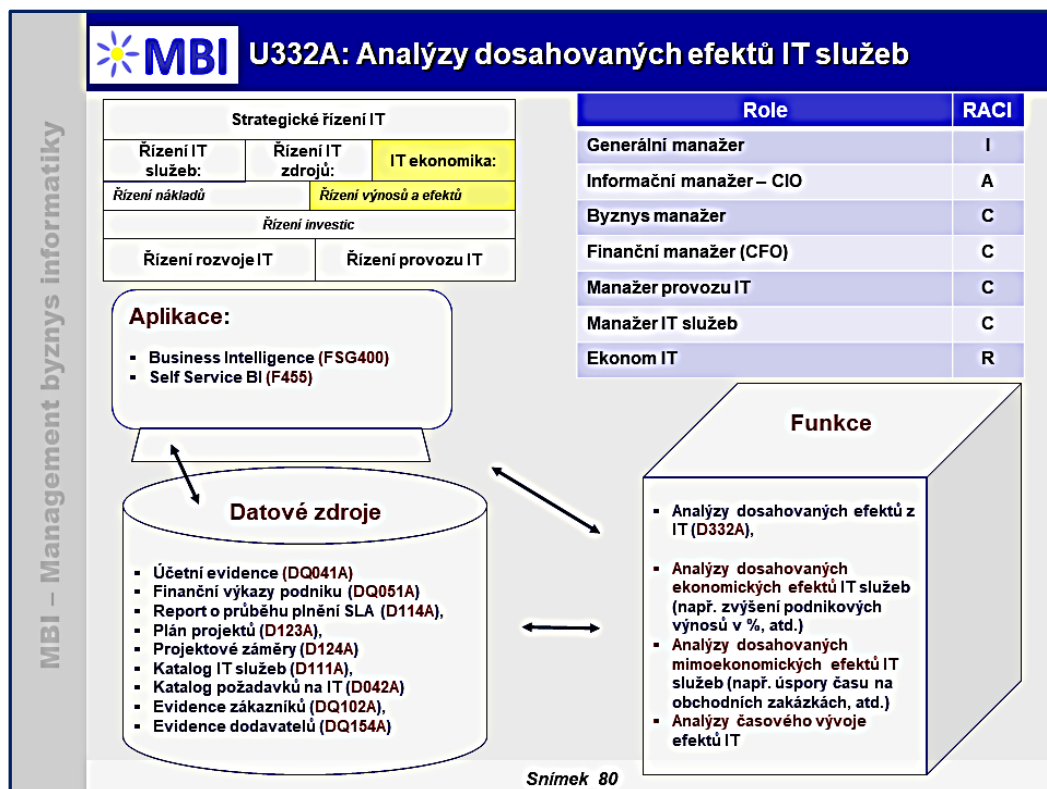 MBI – Management byznys informatiky
MBI
U332A: Analýzy dosahovaných efektů IT služeb
Strategické řízení IT
Řízení IT
služeb:
Řízení IT
zdrojů:
IT ekonomika:
Řízení nákladů
Řízení výnosů a efektů
Řízení investic
Řízení rozvoje IT
Řízení provozu IT
Role RACI
Generální manažer I
Informační manažer – CIO A
Byznys manažer C
Finanční manažer (CFO) C
Manažer provozu IT C
Manažer IT služeb C
Ekonom IT R
Aplikace:
▪ Business Intelligence (FSG400)
▪ Self Service BI (F455)
Datové zdroje
▪ Účetní evidence (DQ041A)
▪ Finanční výkazy podniku (DQ051A)
▪ Report o průběhu plnění SLA (D114A),
▪ Plán projektů (D123A),
▪ Projektové záměry (D124A)
▪ Katalog IT služeb (D111A),
▪ Katalog požadavků na IT (D042A)
▪ Evidence zákazníků (DQ102A),
▪ Evidence dodavatelů (DQ154A)
Funkce
▪ Analýzy dosahovaných efektů z
IT (D332A),
▪ Analýzy dosahovaných
ekonomických efektů IT služeb
(např. zvýšení podnikových
výnosů v %, atd.)
▪ Analýzy dosahovaných
mimoekonomických efektů IT
služeb (např. úspory času na
obchodních zakázkách, atd.)
▪ Analýzy časového vývoje
efektů IT
Snímek 80